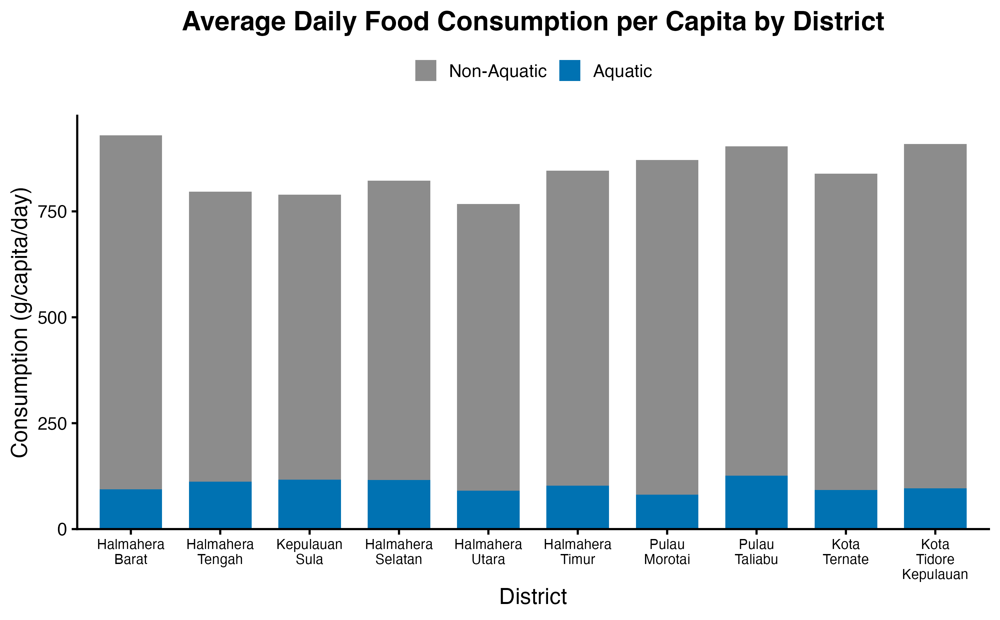 Average Daily Food Consumption per Capita by District
Non-Aquatic Aquatic
Consumption (g/capita/day)
750
500
250
0
Halmahera Barat
Halmahera Tengah
Kepulauan Sula
Halmahera Selatan
Halmahera Utara
Halmahera Timur
Pulau Morotai
Pulau Taliabu
Kota Ternate
Kota Tidore Kepulauan
District